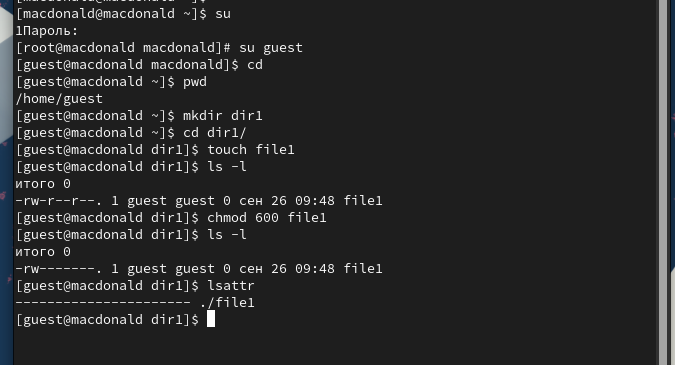 [macdonald@macdonald ~]$
[macdonald@macdonald ~]$ su
1Пароль:
[root@macdonald macdonald]# su guest
[guest@macdonald macdonald]$ cd
[guest@macdonald ~]$ pwd
/home/guest
[guest@macdonald ~]$ mkdir dir1
[guest@macdonald ~]$ cd dir1/
[guest@macdonald dir1]$ touch file1
[guest@macdonald dir1]$ ls -l
итого 0
-rw-r--r--. 1 guest guest 0 сен 26 09:48 file1
[guest@macdonald dir1]$ chmod 600 file1
[guest@macdonald dir1]$ ls -l
итого 0
-rw-------. 1 guest guest 0 сен 26 09:48 file1
[guest@macdonald dir1]$ lsattr
---------------------- ./file1
[guest@macdonald dir1]$